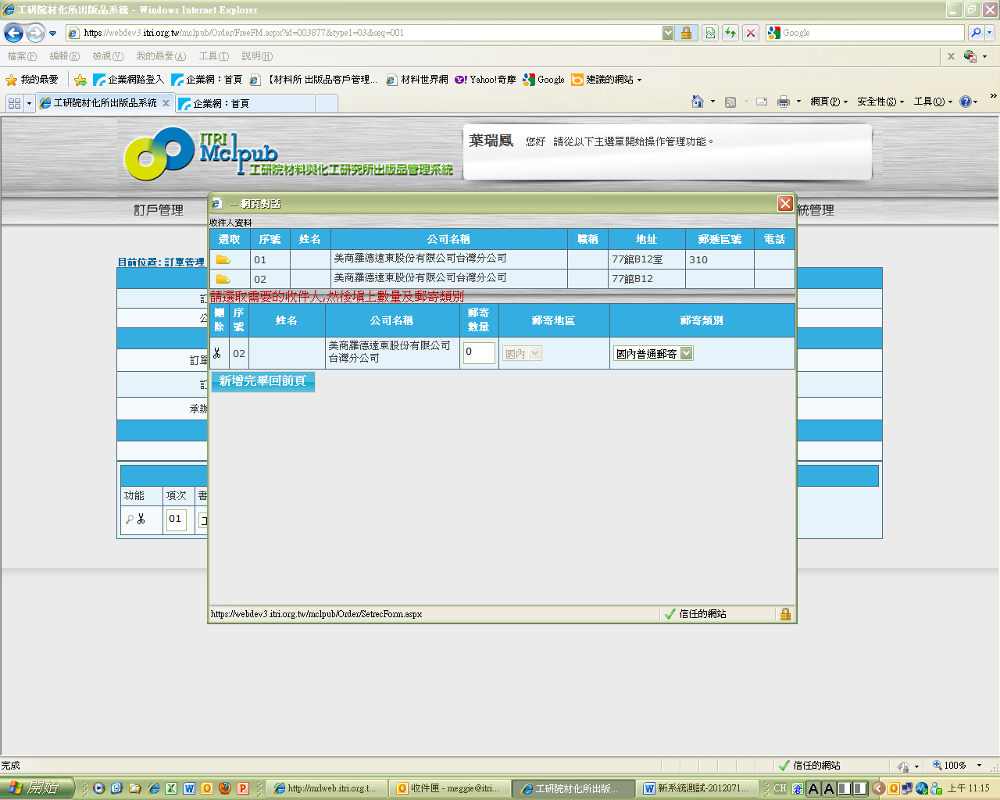 工研院材化所出版品系統 - Windows Internet Explorer
https://webdev3.itri.org.tw/mclpub/Order/FreeFM.aspx?id=003877&type1=03&seq=001
Google
檔案(F) 編輯(E) 檢視(V) 我的最愛(A) 工具(T) 說明(H)
我的最愛 企業網路登入 企業網：首頁 【材料所 出版品客戶管理... 材料世界網 Yahoo!奇摩 Google 建議的網站
工研院材化所出版品系統 企業網：首頁 網頁(P) 安全性(S) 工具(O)
ITRI
Mclpub
工研院材料與化工研究所出版品管理系統
葉瑞鳳 您好 請從以下主選單開始操作管理功能。
訂戶管理 統管理
-- 網頁對話
收件人資料
選取 序號 姓名 公司名稱 職稱 地址 郵遞區號 電話
01 美商羅德遠東股份有限公司台灣分公司 77館B12室 310
02 美商羅德遠東股份有限公司台灣分公司 77館B12
請選取需要的收件人,然後填上數量及郵寄類別
刪除 序號 姓名 公司名稱 郵寄數量 郵寄地區 郵寄類別
02 美商羅德遠東股份有限公司台灣分公司 0 國內 國內普通郵寄
新增完畢回前頁
https://webdev3.itri.org.tw/mclpub/Order/SetrecForm.aspx 信任的網站
目前位置: 訂單管理
訂
公
訂單
訂
承辦
功能 項次 書
01 工
完成 信任的網站 100%
開始 http://mrlweb.itri.org.t... 收件匣 - meggie@itri... 工研院材化所出版... 新系統測試-2012071... CH 上午 11:15